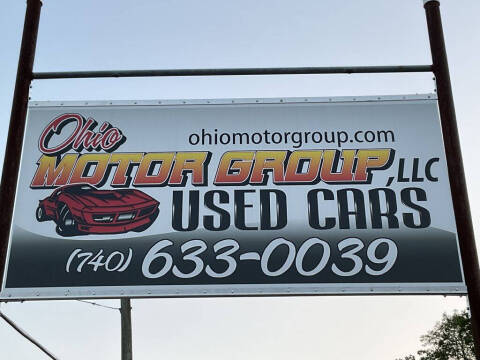 Ohio
ohiomotorgroup.com
MOTOR GROUP, LLC
USED CARS
(740) 633-0039